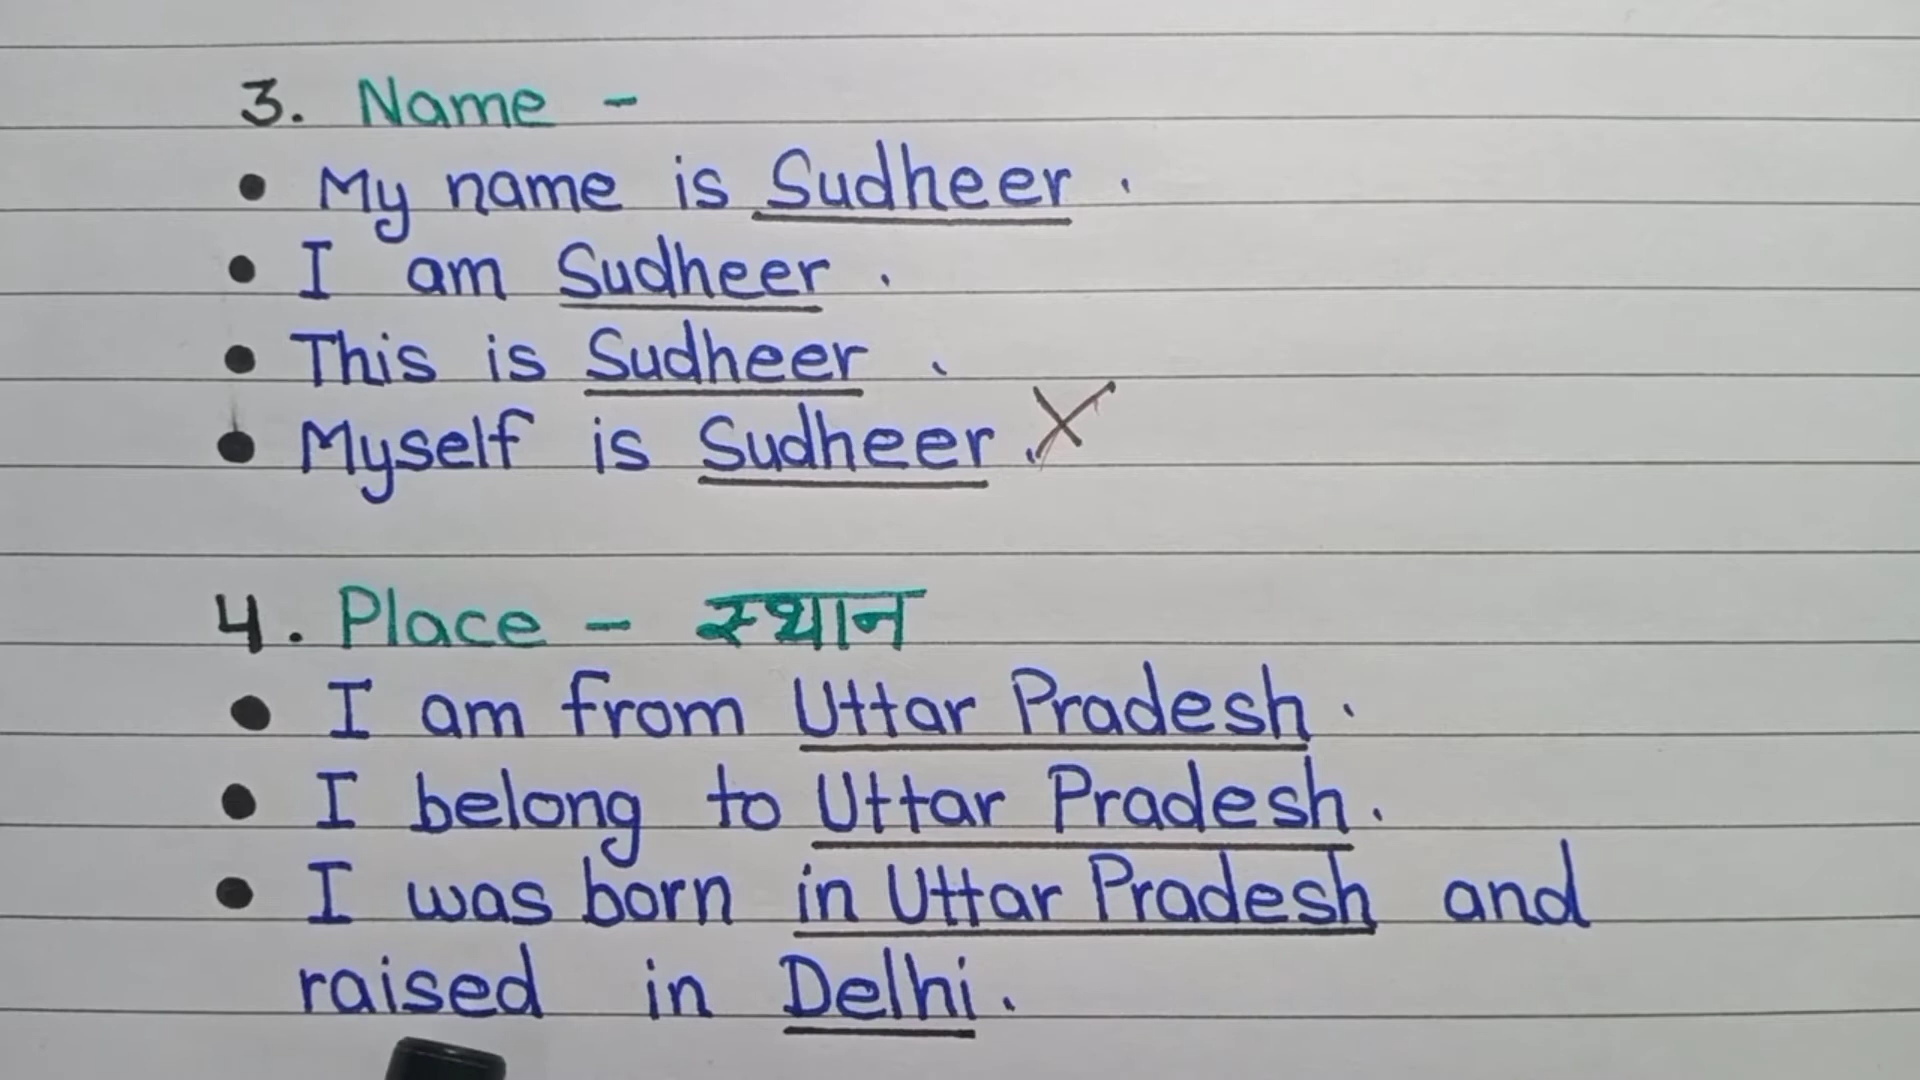 3. Name -
• My name is Sudheer.
• I am Sudheer.
• This is Sudheer.
• Myself is Sudheer. X
4. Place - स्थान
• I am from Uttar Pradesh.
• I belong to Uttar Pradesh.
• I was born in Uttar Pradesh and
raised in Delhi.